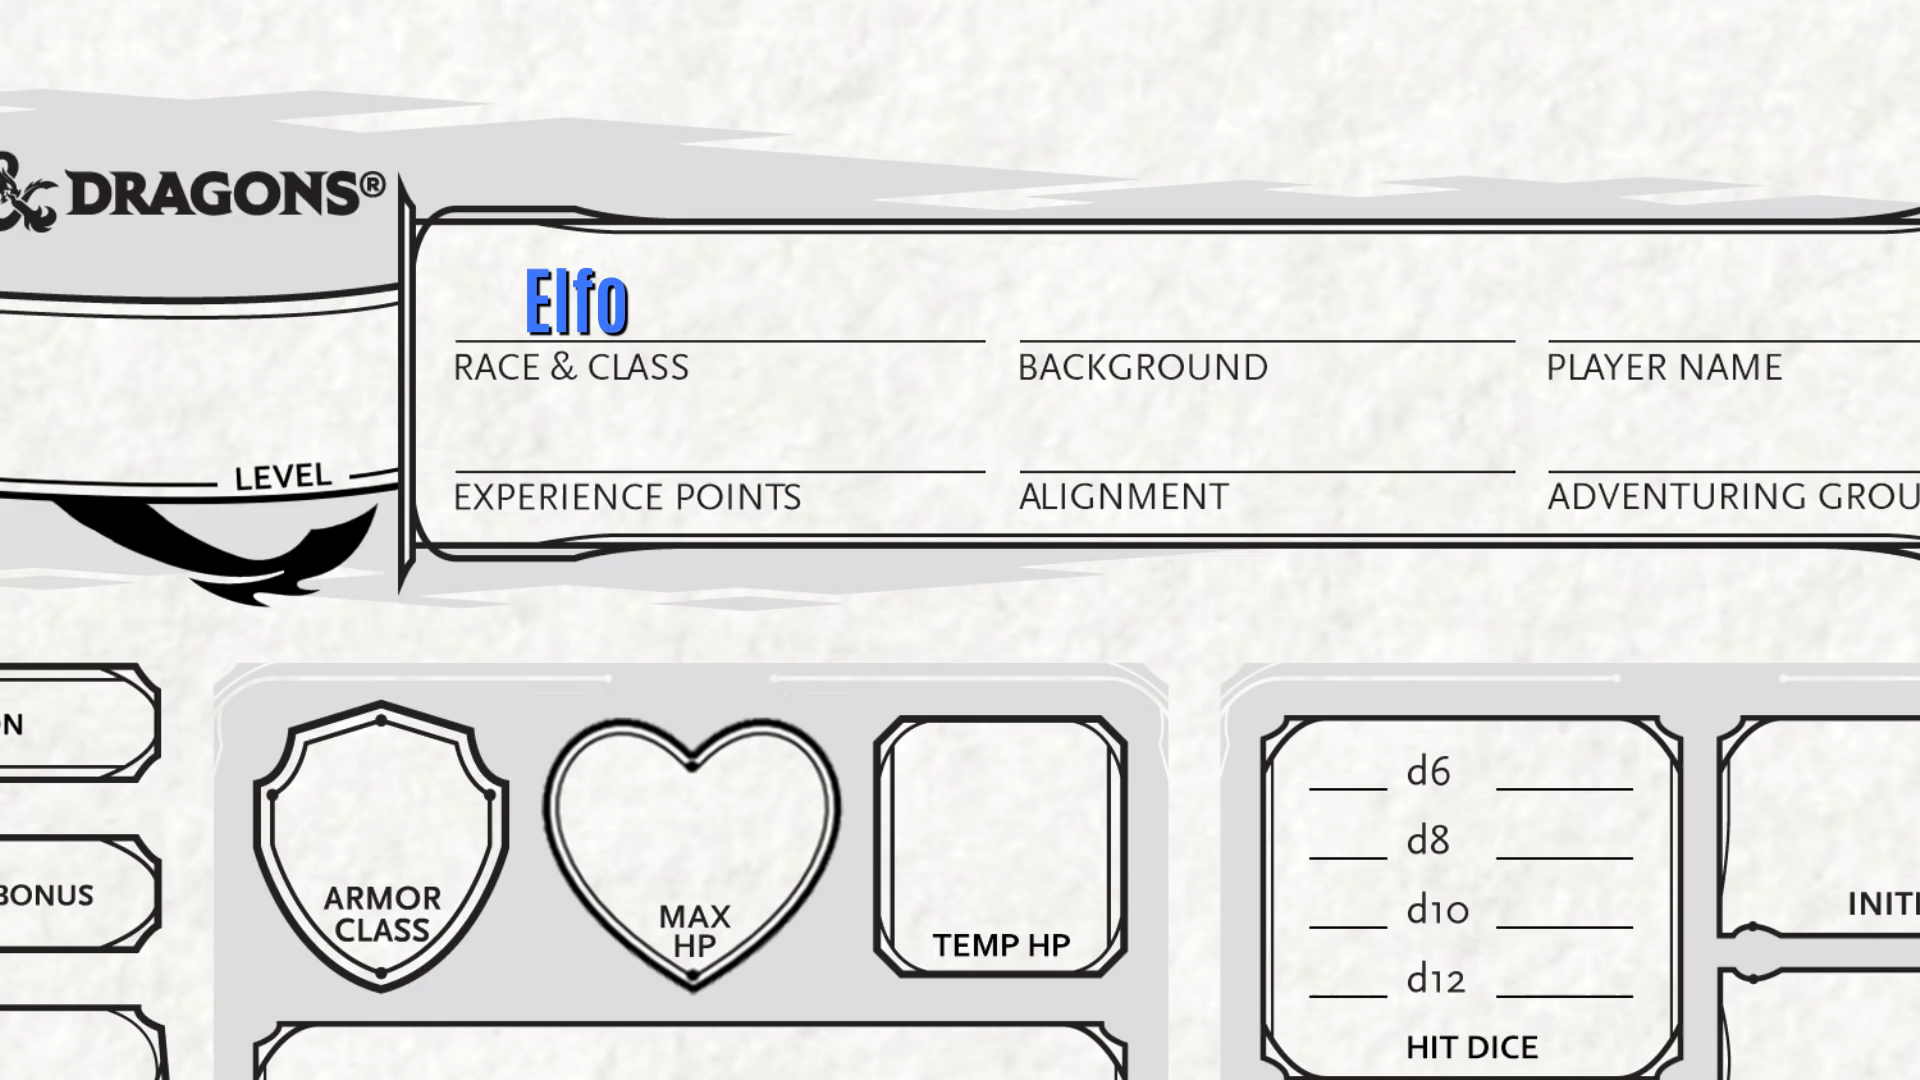 & DRAGONS®
Elfo
RACE & CLASS
BACKGROUND
PLAYER NAME
LEVEL
EXPERIENCE POINTS
ALIGNMENT
ADVENTURING GROU
ON
BONUS
ARMOR
CLASS
MAX
HP
TEMP HP
d6
d8
d10
d12
HIT DICE
INITI